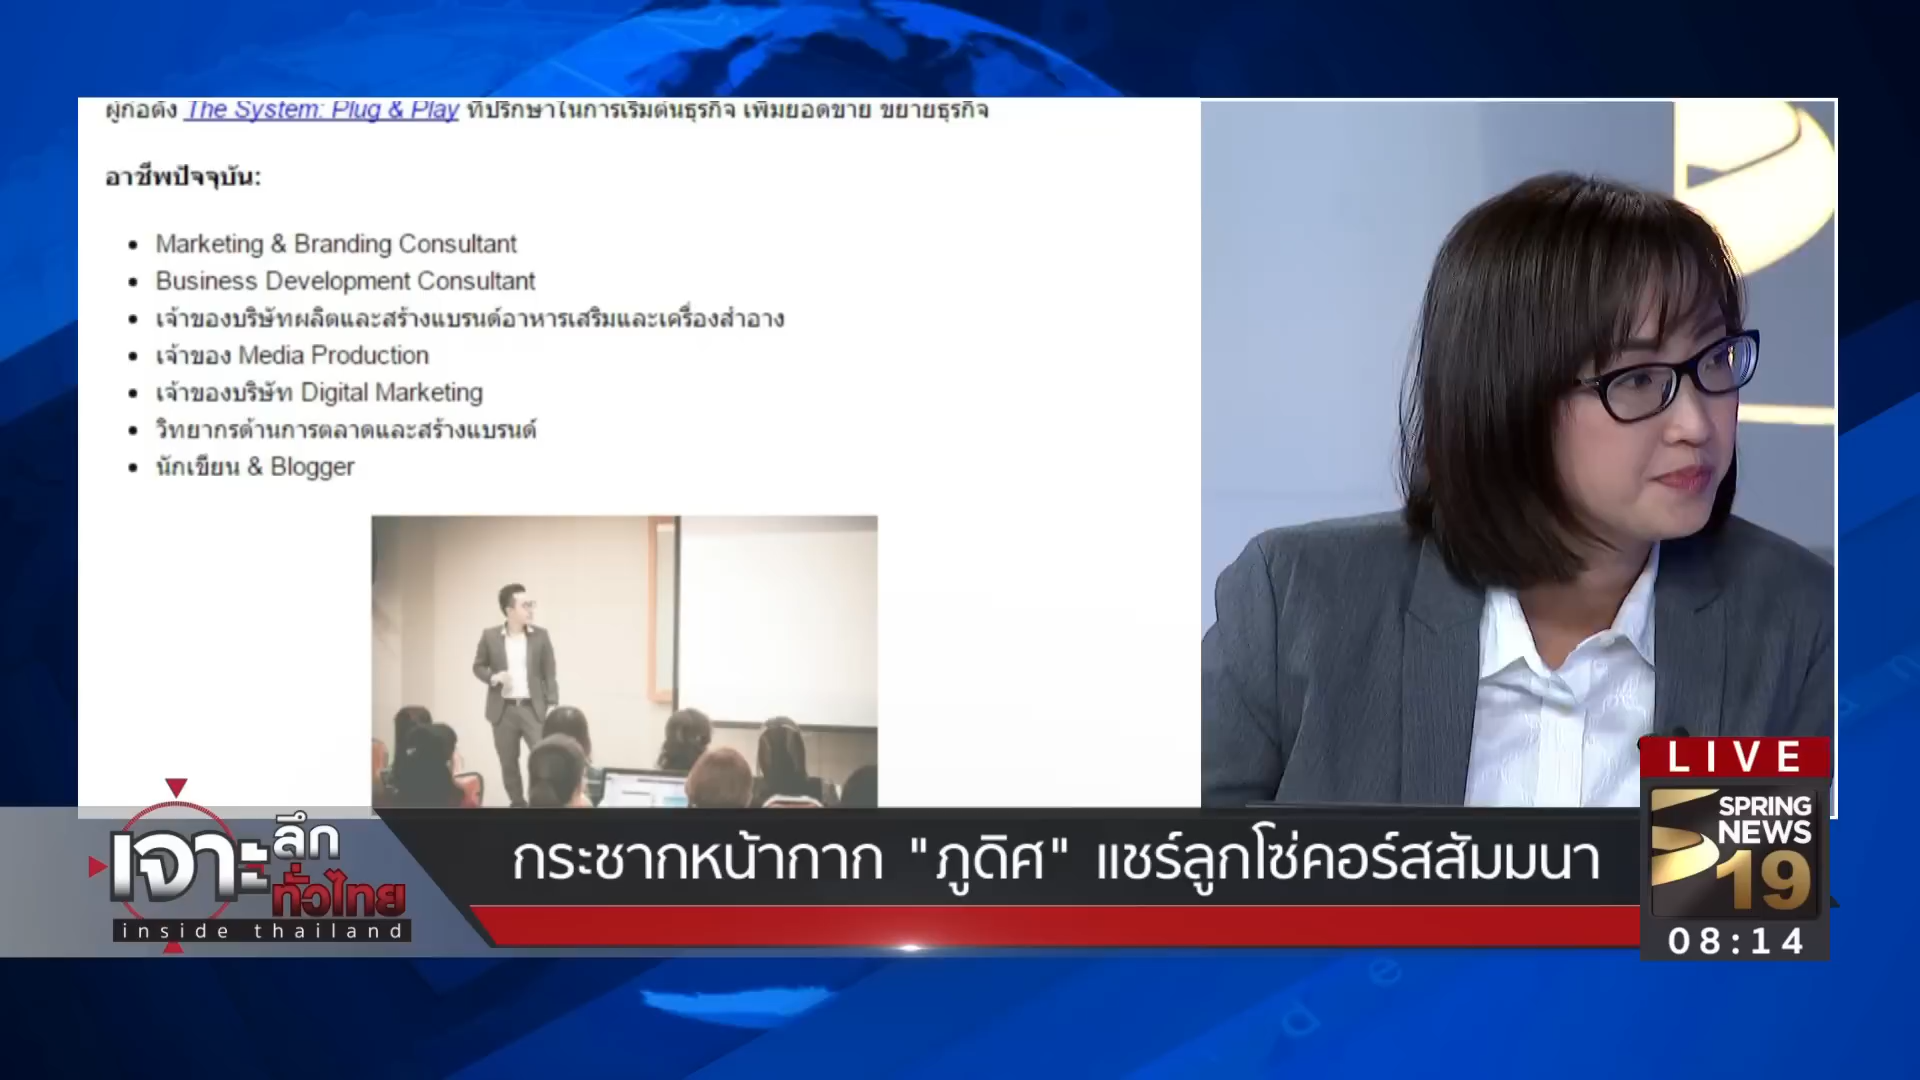 ผู้ก่อตั้ง The System: Plug & Play ที่ปรึกษาในการเริ่มต้นธุรกิจ เพิ่มยอดขาย ขยายธุรกิจ
อาชีพปัจจุบัน:
Marketing & Branding Consultant
Business Development Consultant
เจ้าของบริษัทผลิตและสร้างแบรนด์อาหารเสริมและเครื่องสำอาง
เจ้าของ Media Production
เจ้าของบริษัท Digital Marketing
วิทยากรด้านการตลาดและสร้างแบรนด์
นักเขียน & Blogger
เจาะลึก
ทั่วไทย
inside thailand
กระชากหน้ากาก "ภูดิศ" แชร์ลูกโซ่คอร์สสัมมนา
LIVE
SPRING
NEWS
19
08:14